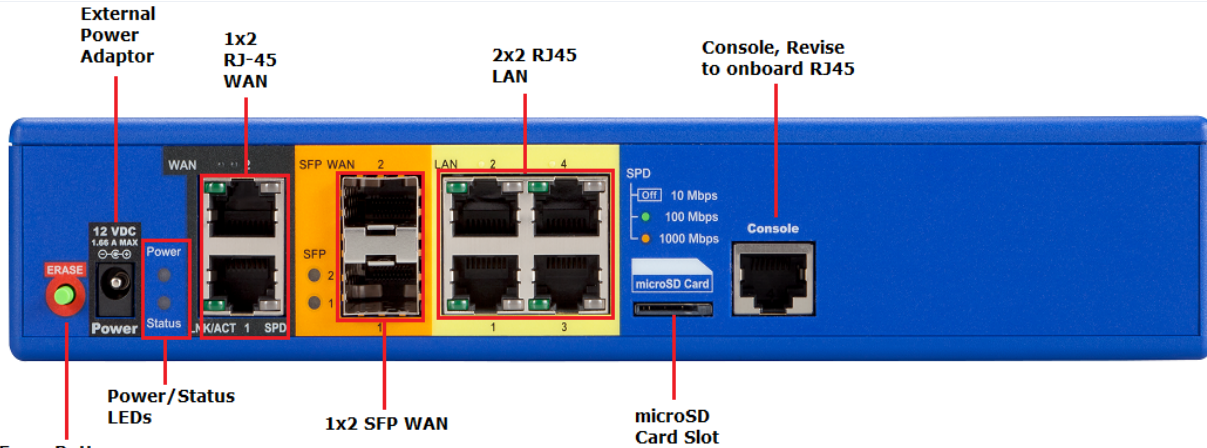 External
Power
Adaptor
1x2
RJ-45
WAN
2x2 RJ45
LAN
Console, Revise
to onboard RJ45
WAN 2
SFP WAN 2
LAN 2 4
SPD
Off 10 Mbps
100 Mbps
1000 Mbps
12 VDC
1.66 A MAX
Power
Console
SFP
ERASE
2
microSD Card
1
Power
Status
LNK/ACT 1 SPD
1
1 3
Power/Status
LEDs
1x2 SFP WAN
microSD
Card Slot